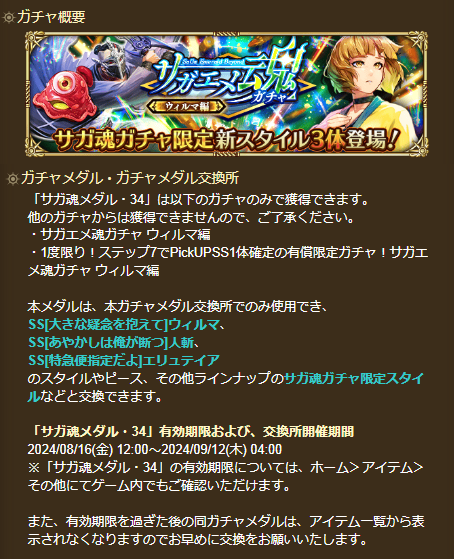 ガチャ概要
SaGa Emerald Beyond
サガエメ魂ガチャ
ウィルマ編
サガ魂ガチャ限定新スタイル3体登場!
ガチャメダル・ガチャメダル交換所
「サガ魂メダル・34」は以下のガチャのみで獲得できます。
他のガチャからは獲得できませんので、ご了承ください。
・サガエメ魂ガチャ ウィルマ編
・1度限り!ステップ7でPickUPSS1体確定の有償限定ガチャ!サガエ
メ魂ガチャ ウィルマ編
本メダルは、本ガチャメダル交換所でのみ使用でき、
SS[大きな疑念を抱えて]ウィルマ、
SS[あやかしは俺が断つ]人斬、
SS[特急便指定だよ]エリュテイア
のスタイルやピース、その他ラインナップのサガ魂ガチャ限定スタイ
ルなどと交換できます。
「サガ魂メダル・34」有効期限および、交換所開催期間
2024/08/16(金) 12:00~2024/09/12(木) 04:00
※「サガ魂メダル・34」の有効期限については、ホーム>アイテム>
その他にてゲーム内でもご確認いただけます。
また、有効期限を過ぎた後の同ガチャメダルは、アイテム一覧から表
示されなくなりますのでお早めに交換をお願いいたします。